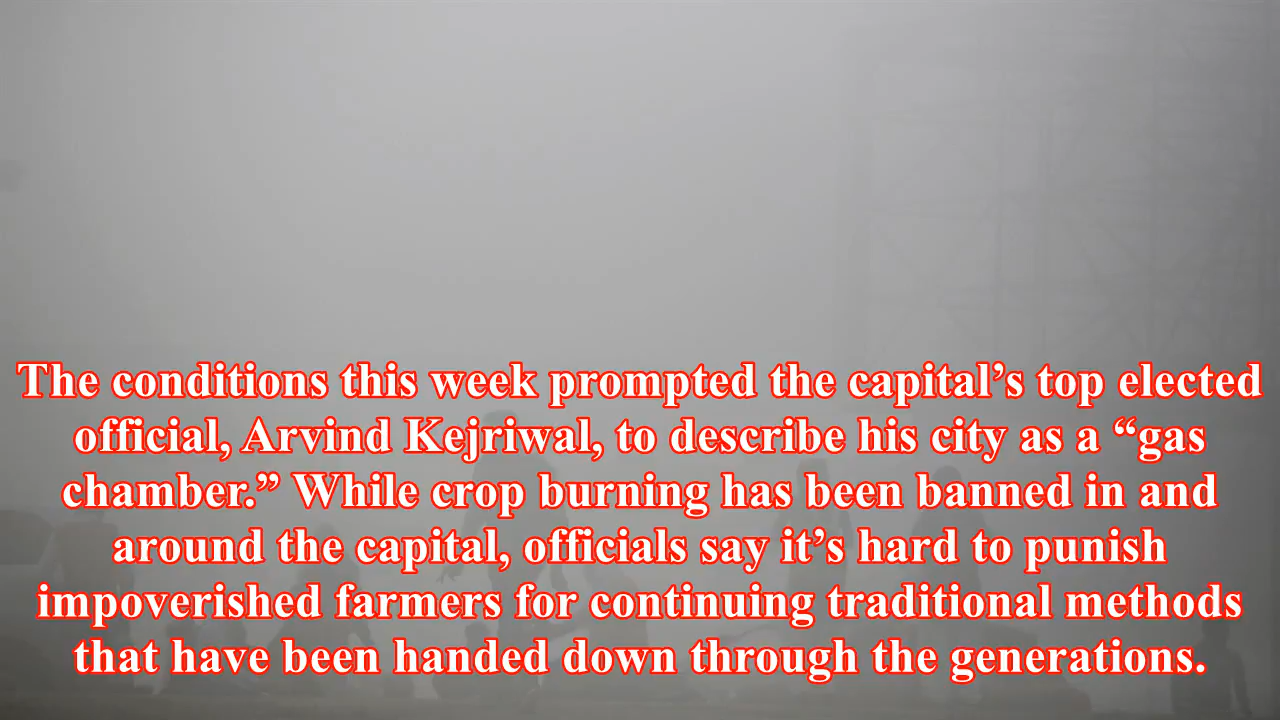 The conditions this week prompted the capital’s top elected
official, Arvind Kejriwal, to describe his city as a “gas
chamber.” While crop burning has been banned in and
around the capital, officials say it’s hard to punish
impoverished farmers for continuing traditional methods
that have been handed down through the generations.